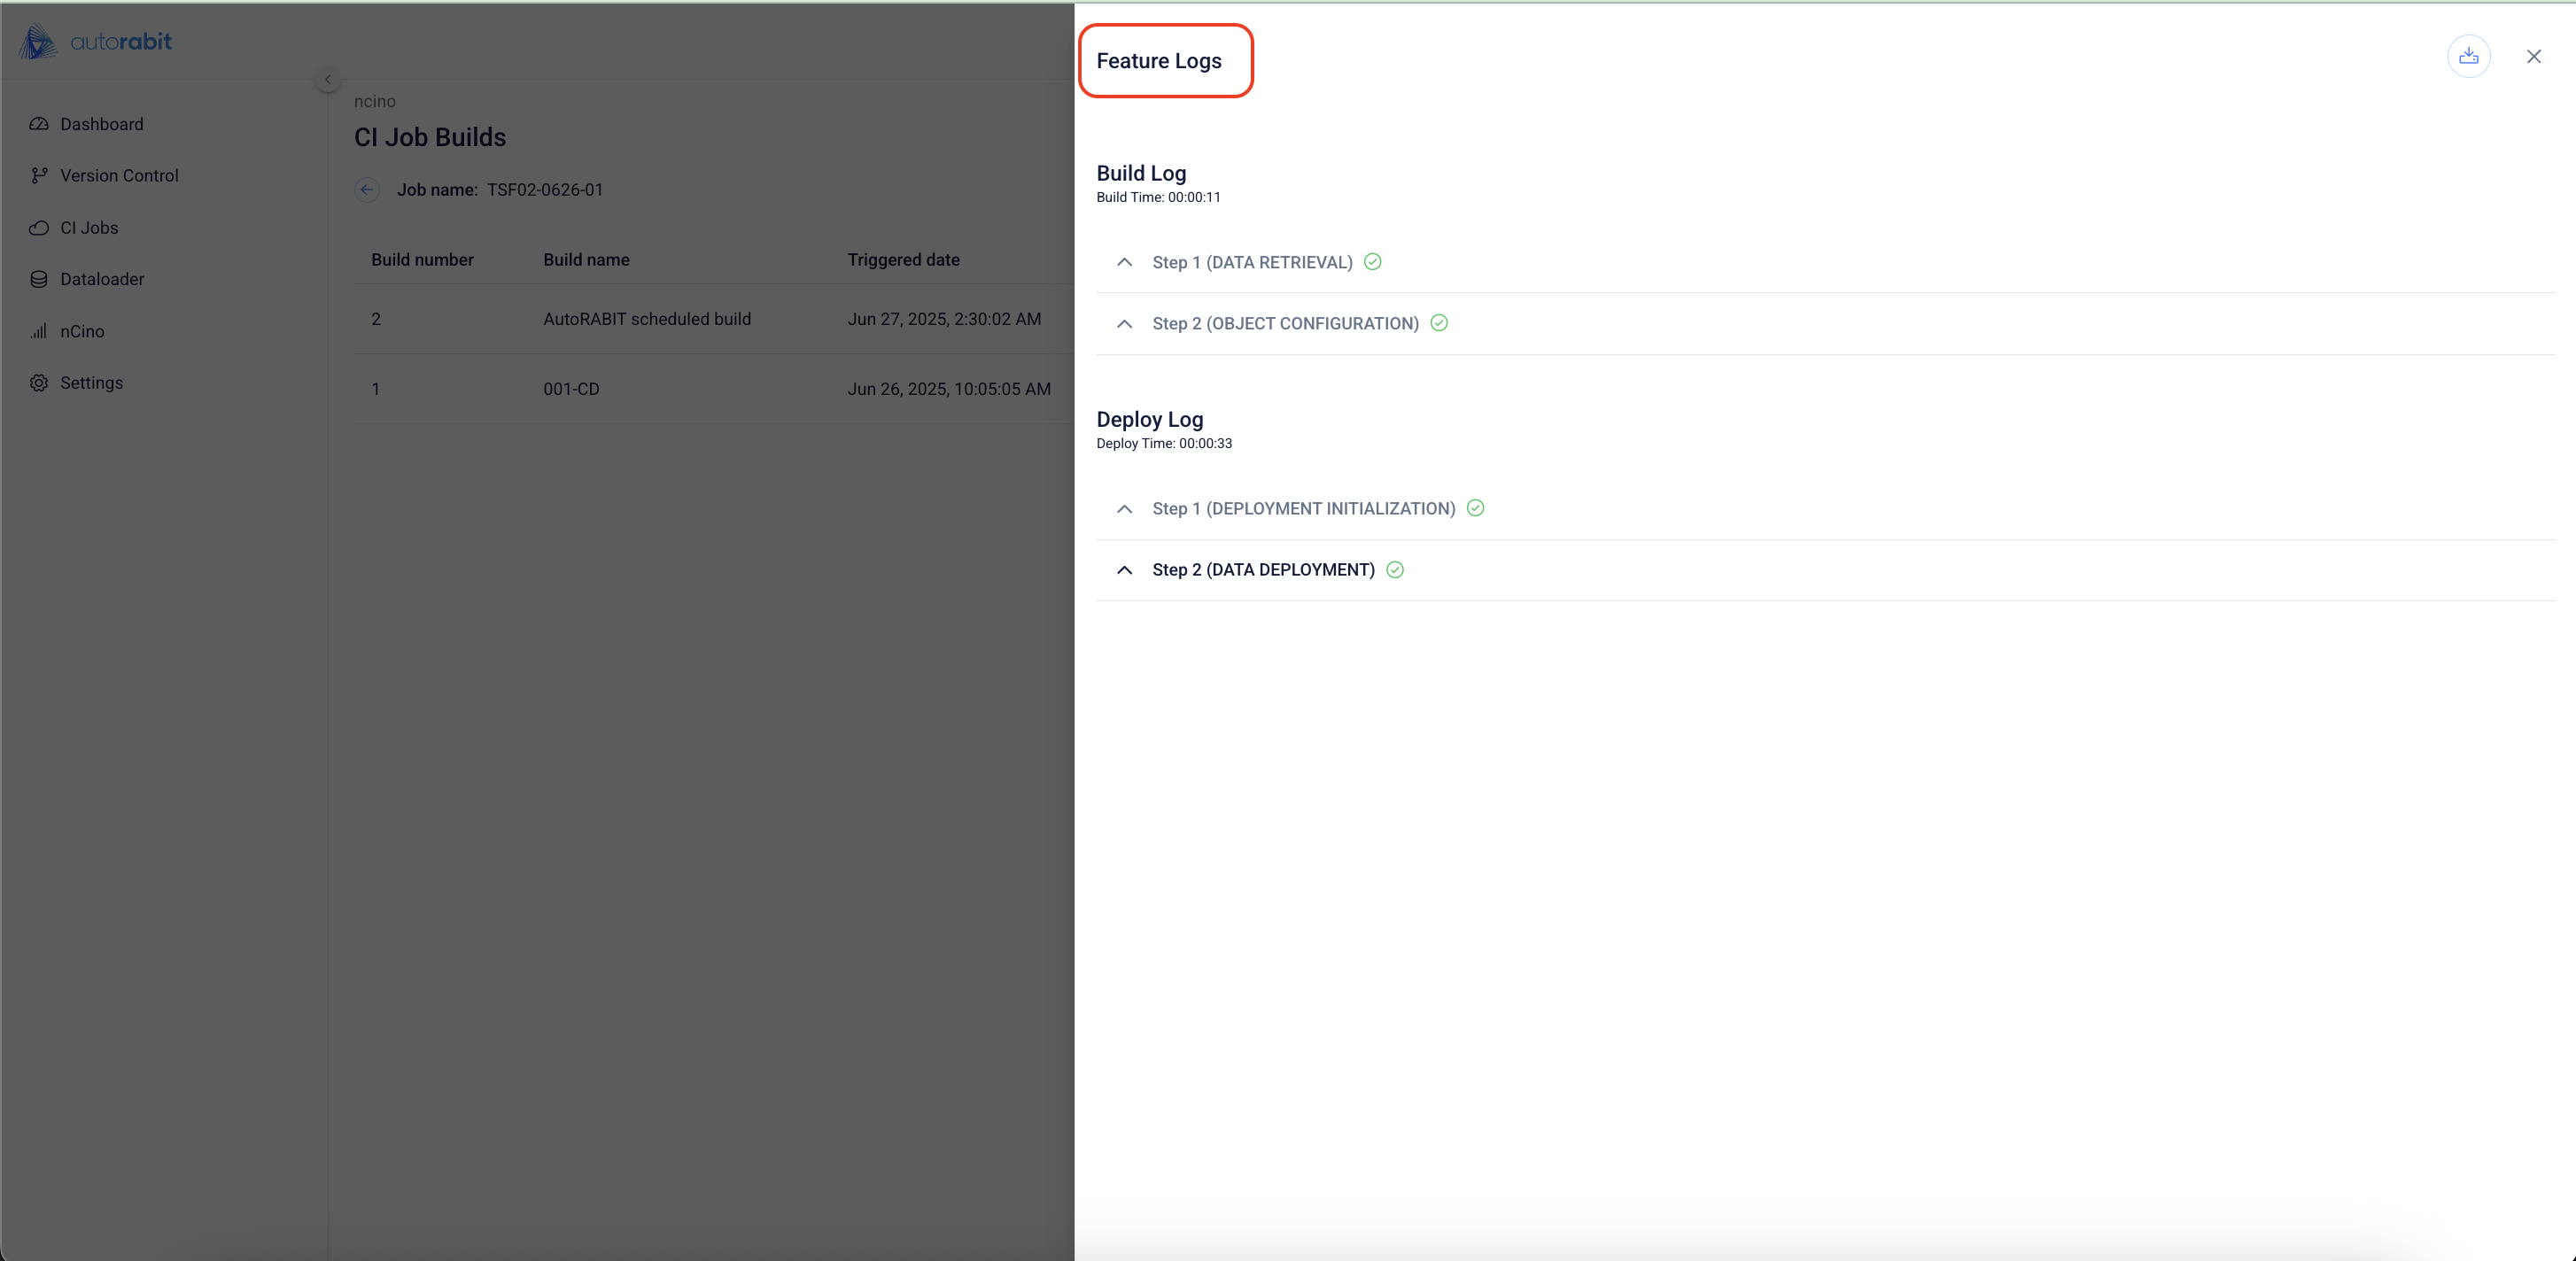 autorabit
Dashboard
Version Control
CI Jobs
Dataloader
nCino
Settings
ncino
CI Job Builds
Job name: TSF02-0626-01
Build number Build name Triggered date
2 AutoRABIT scheduled build Jun 27, 2025, 2:30:02 AM
1 001-CD Jun 26, 2025, 10:05:05 AM
Feature Logs
Build Log
Build Time: 00:00:11
Step 1 (DATA RETRIEVAL)
Step 2 (OBJECT CONFIGURATION)
Deploy Log
Deploy Time: 00:00:33
Step 1 (DEPLOYMENT INITIALIZATION)
Step 2 (DATA DEPLOYMENT)